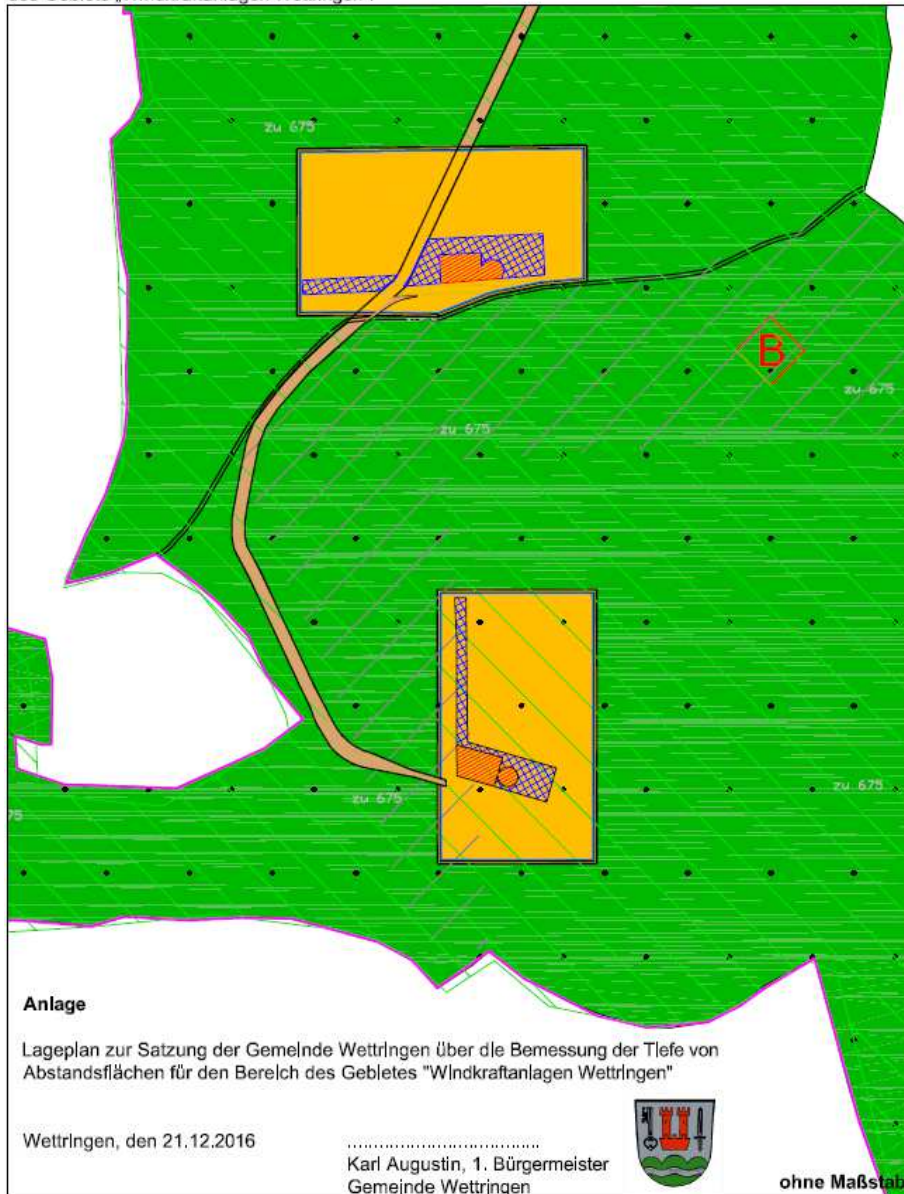 zu 675
B
zu 675
zu 675
zu 675
zu 675
75
Anlage
Lageplan zur Satzung der Gemeinde Wettringen über die Bemessung der Tiefe von
Abstandsflächen für den Bereich des Gebietes "Windkraftanlagen Wettringen"
Wettringen, den 21.12.2016
......................................
Karl Augustin, 1. Bürgermeister
Gemeinde Wettringen
ohne Maßstab